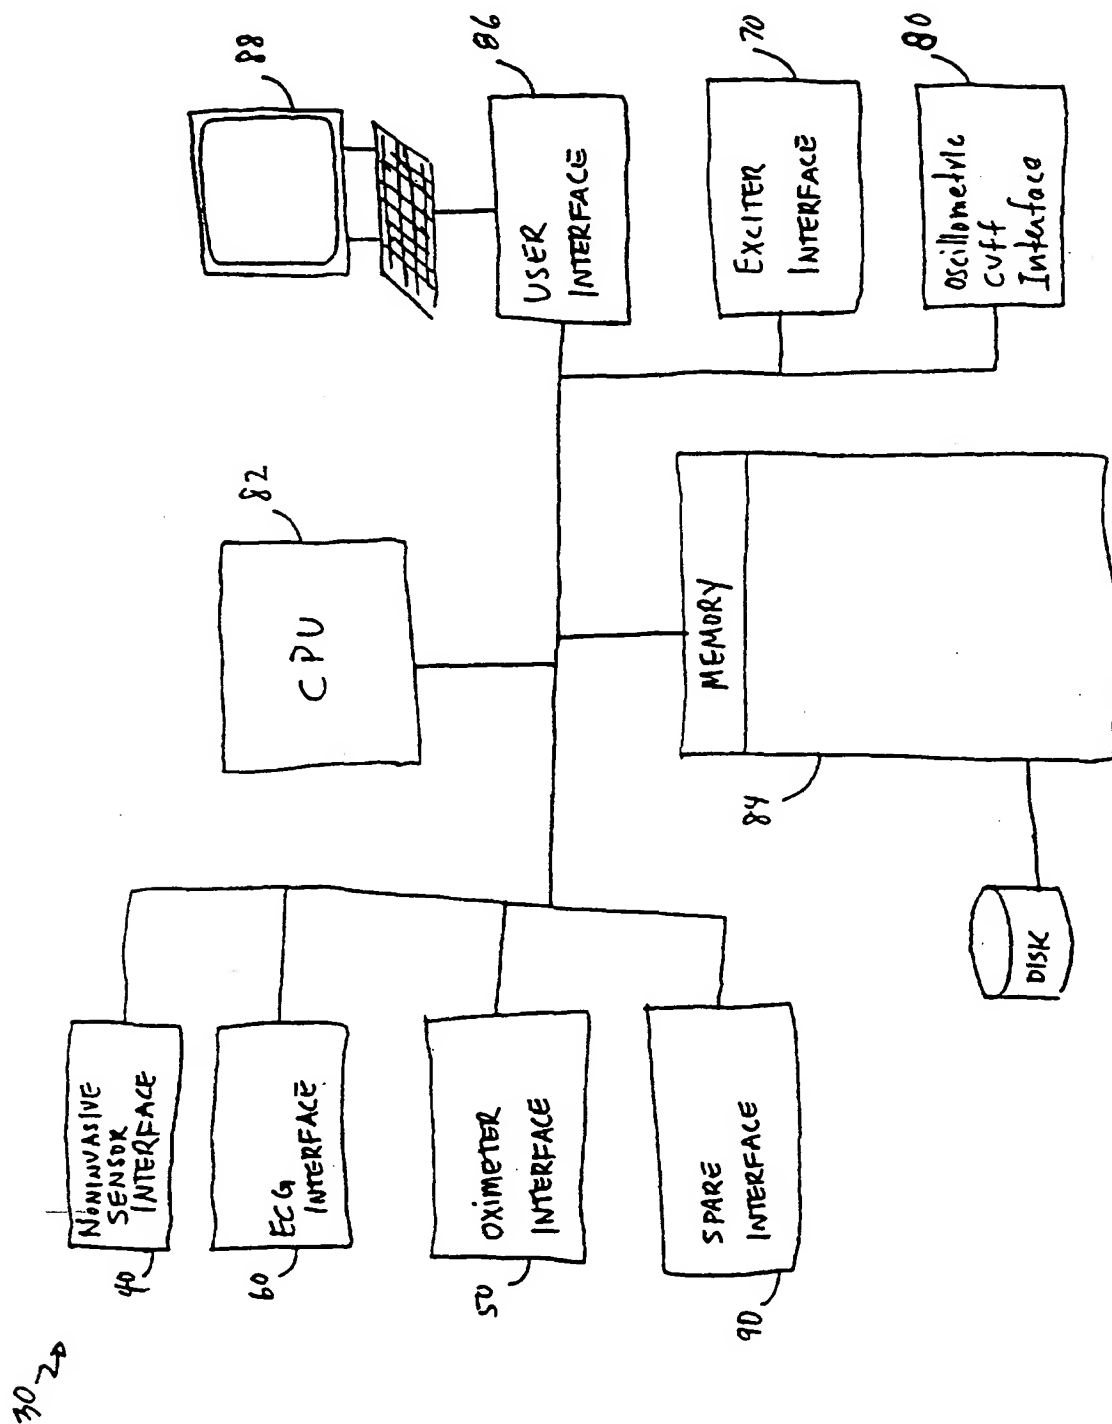 30
40
NONINVASIVE
SENSOR
INTERFACE
60
ECG
INTERFACE
50
OXIMETER
INTERFACE
90
SPARE
INTERFACE
CPU
82
84
MEMORY
DISK
88
USER
INTERFACE
86
EXCITER
INTERFACE
70
Oscillometric
Cuff
Interface
80